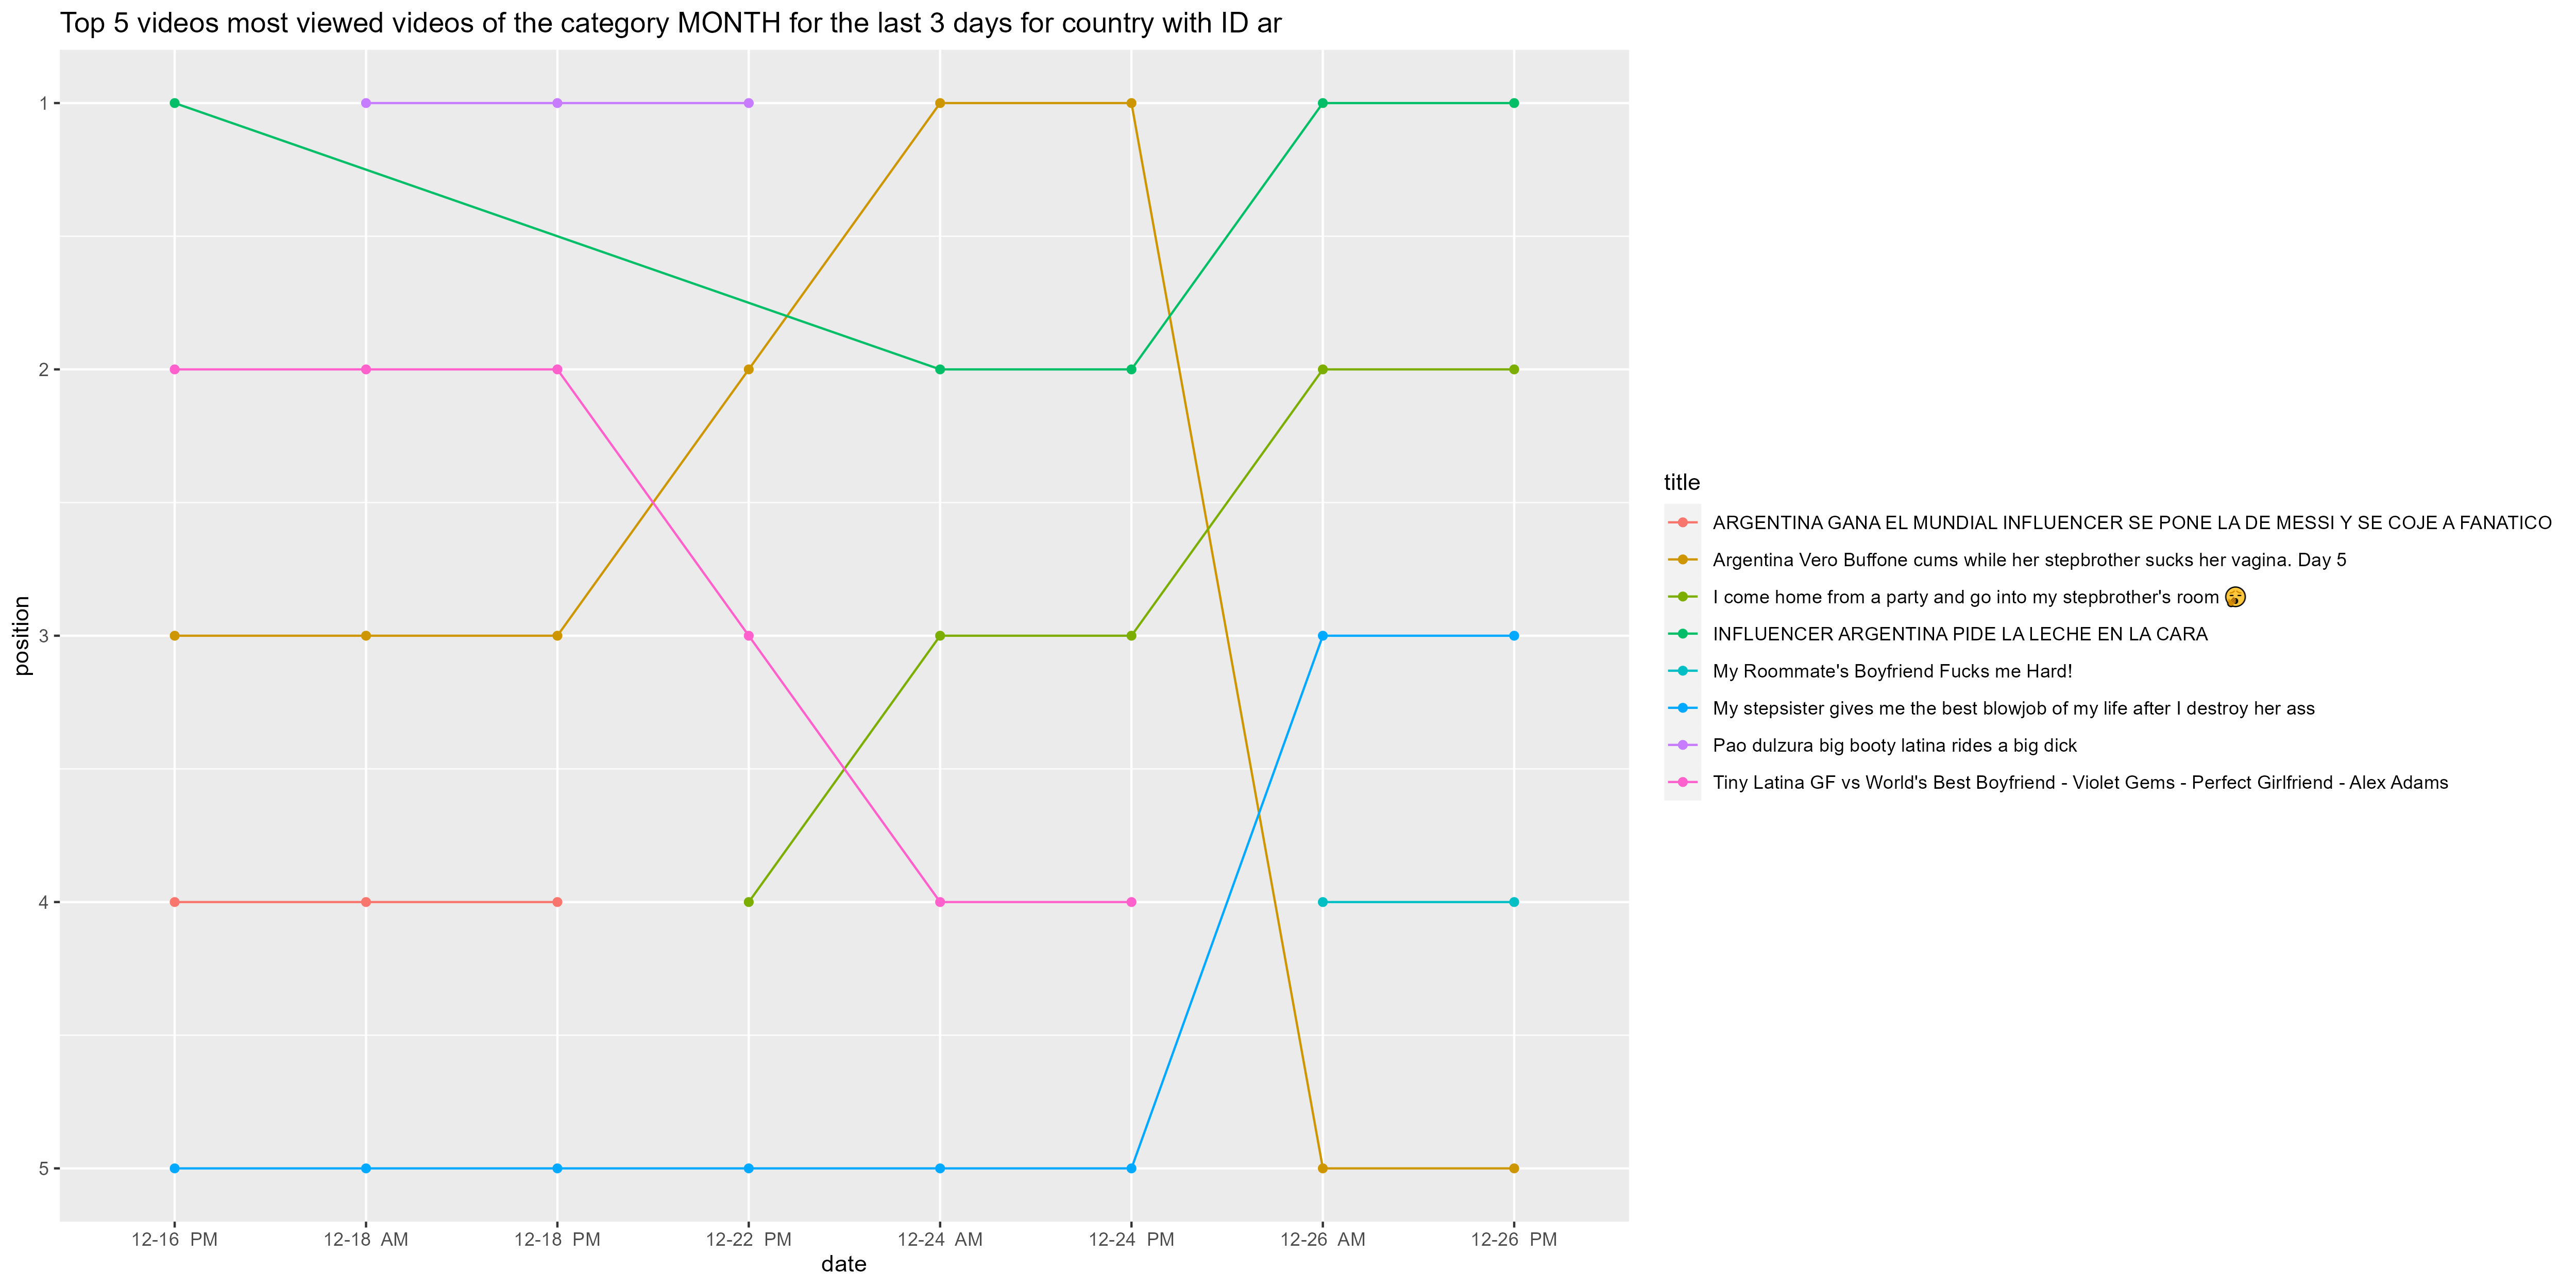 Top 5 videos most viewed videos of the category MONTH for the last 3 days for country with ID ar
position
1
2
3
4
5
12-16 PM
12-18 AM
12-18 PM
12-22 PM
12-24 AM
12-24 PM
12-26 AM
12-26 PM
date
title
ARGENTINA GANA EL MUNDIAL INFLUENCER SE PONE LA DE MESSI Y SE COJE A FANATICO
Argentina Vero Buffone cums while her stepbrother sucks her vagina. Day 5
I come home from a party and go into my stepbrother's room 🥱
INFLUENCER ARGENTINA PIDE LA LECHE EN LA CARA
My Roommate's Boyfriend Fucks me Hard!
My stepsister gives me the best blowjob of my life after I destroy her ass
Pao dulzura big booty latina rides a big dick
Tiny Latina GF vs World's Best Boyfriend - Violet Gems - Perfect Girlfriend - Alex Adams